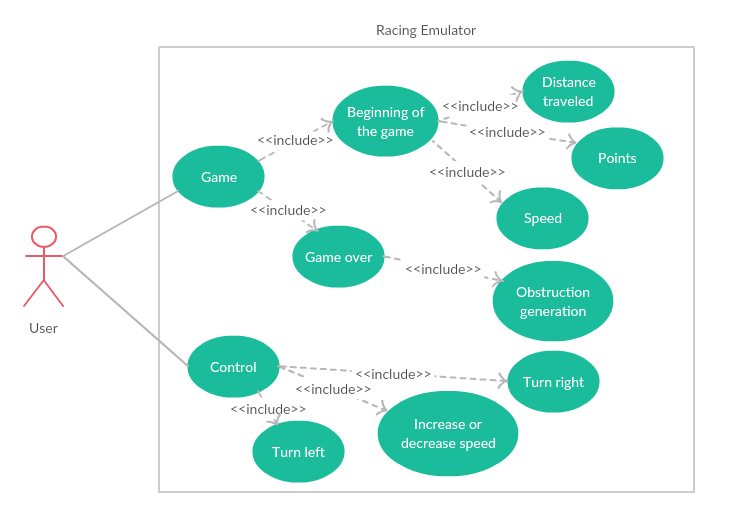 Racing Emulator
Distance
traveled
<<include>>
Beginning of
the game
<<include>>
<<include>>
Points
<<include>>
Game
<<include>>
Speed
Game over
<<include>>
Obstruction
generation
User
Control
<<include>>
Turn right
<<include>>
<<include>>
Increase or
decrease speed
Turn left